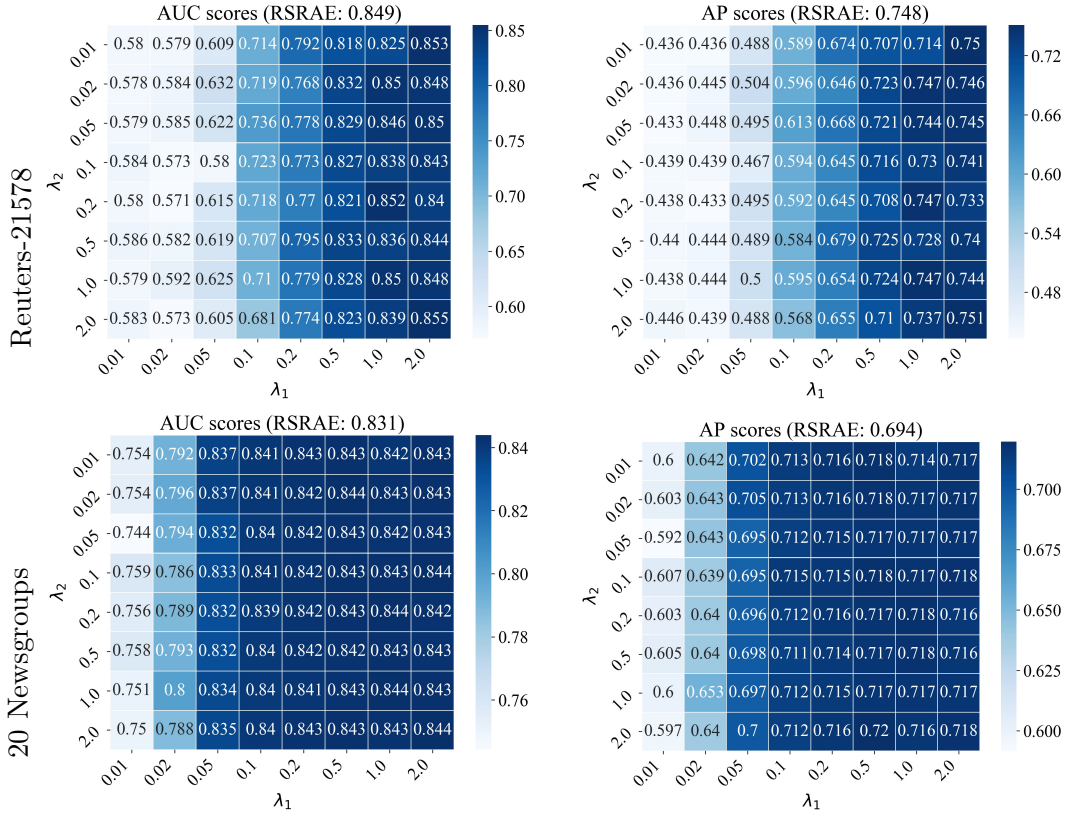 AUC scores (RSRAE: 0.849)
0.01 0.58 0.579 0.609 0.714 0.792 0.818 0.825 0.853
0.02 0.578 0.584 0.632 0.719 0.768 0.832 0.85 0.848
0.05 0.579 0.585 0.622 0.736 0.778 0.829 0.846 0.85
0.1 0.584 0.573 0.58 0.723 0.773 0.827 0.838 0.843
0.2 0.58 0.571 0.615 0.718 0.77 0.821 0.852 0.84
0.5 0.586 0.582 0.619 0.707 0.795 0.833 0.836 0.844
1.0 0.579 0.592 0.625 0.71 0.779 0.828 0.85 0.848
2.0 0.583 0.573 0.605 0.681 0.774 0.823 0.839 0.855
0.01 0.02 0.05 0.1 0.2 0.5 1.0 2.0
λ1
λ2
0.85
0.80
0.75
0.70
0.65
0.60
AP scores (RSRAE: 0.748)
0.01 0.436 0.436 0.488 0.589 0.674 0.707 0.714 0.75
0.02 0.436 0.445 0.504 0.596 0.646 0.723 0.747 0.746
0.05 0.433 0.448 0.495 0.613 0.668 0.721 0.744 0.745
0.1 0.439 0.439 0.467 0.594 0.645 0.716 0.73 0.741
0.2 0.438 0.433 0.495 0.592 0.645 0.708 0.747 0.733
0.5 0.44 0.444 0.489 0.584 0.679 0.725 0.728 0.74
1.0 0.438 0.444 0.5 0.595 0.654 0.724 0.747 0.744
2.0 0.446 0.439 0.488 0.568 0.655 0.71 0.737 0.751
0.01 0.02 0.05 0.1 0.2 0.5 1.0 2.0
λ1
λ2
0.72
0.66
0.60
0.54
0.48
Reuters-21578
AUC scores (RSRAE: 0.831)
0.01 0.754 0.792 0.837 0.841 0.843 0.843 0.842 0.843
0.02 0.754 0.796 0.837 0.841 0.842 0.844 0.843 0.843
0.05 0.744 0.794 0.832 0.84 0.842 0.843 0.842 0.843
0.1 0.759 0.786 0.833 0.841 0.842 0.843 0.843 0.844
0.2 0.756 0.789 0.832 0.839 0.842 0.843 0.844 0.842
0.5 0.758 0.793 0.832 0.84 0.842 0.842 0.843 0.843
1.0 0.751 0.8 0.834 0.84 0.841 0.843 0.844 0.843
2.0 0.75 0.788 0.835 0.84 0.843 0.843 0.843 0.844
0.01 0.02 0.05 0.1 0.2 0.5 1.0 2.0
λ1
λ2
0.84
0.82
0.80
0.78
0.76
AP scores (RSRAE: 0.694)
0.01 0.6 0.642 0.702 0.713 0.716 0.718 0.714 0.717
0.02 0.603 0.643 0.705 0.713 0.716 0.718 0.717 0.717
0.05 0.592 0.643 0.695 0.712 0.715 0.717 0.717 0.717
0.1 0.607 0.639 0.695 0.715 0.715 0.718 0.717 0.718
0.2 0.603 0.64 0.696 0.712 0.716 0.717 0.718 0.716
0.5 0.605 0.64 0.698 0.711 0.714 0.717 0.718 0.716
1.0 0.6 0.653 0.697 0.712 0.715 0.717 0.717 0.717
2.0 0.597 0.64 0.7 0.712 0.716 0.72 0.716 0.718
0.01 0.02 0.05 0.1 0.2 0.5 1.0 2.0
λ1
λ2
0.700
0.675
0.650
0.625
0.600
20 Newsgroups